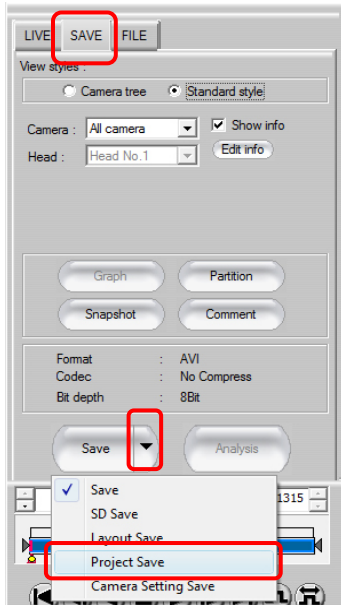 LIVE SAVE FILE
View styles :
Camera tree Standard style
Camera : All camera Show info
Head : Head No.1 Edit info
Graph Partition
Snapshot Comment
Format : AVI
Codec : No Compress
Bit depth : 8Bit
Save Analysis
Save
1315
SD Save
Layout Save
Project Save
Camera Setting Save